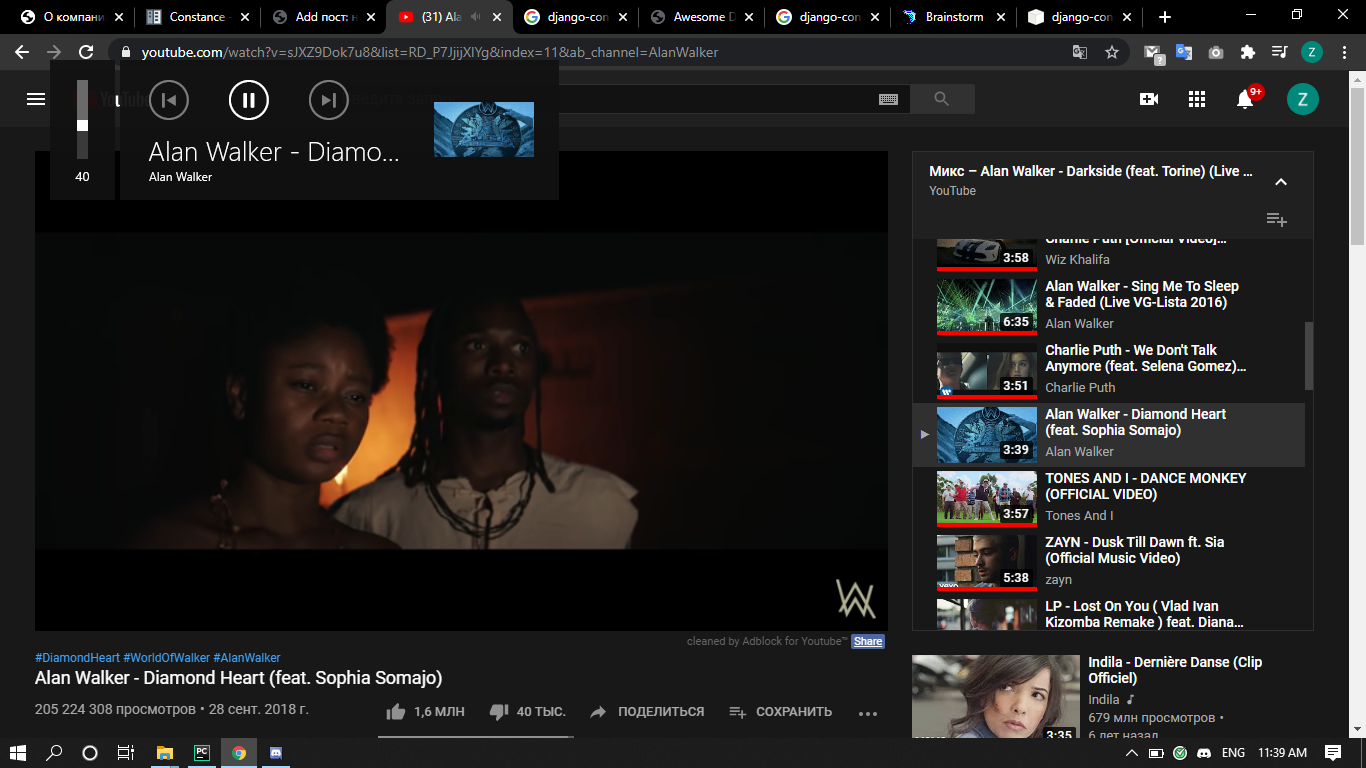 О компани
Constance -
Add пост: н
(31) Ala
django-con
Awesome D
django-con
Brainstorm
django-con
youtube.com/watch?v=sJXZ9Dok7u8&list=RD_P7JjijXlYg&index=11&ab_channel=AlanWalker
Z
40
Alan Walker - Diamo...
Alan Walker
9+
Z
Микс – Alan Walker - Darkside (feat. Torine) (Live ...
YouTube
Charlie Puth [Official Video]...
3:58
Wiz Khalifa
Alan Walker - Sing Me To Sleep
& Faded (Live VG-Lista 2016)
6:35
Alan Walker
Charlie Puth - We Don't Talk
Anymore (feat. Selena Gomez)...
3:51
Charlie Puth
Alan Walker - Diamond Heart
(feat. Sophia Somajo)
3:39
Alan Walker
TONES AND I - DANCE MONKEY
(OFFICIAL VIDEO)
3:57
Tones And I
ZAYN - Dusk Till Dawn ft. Sia
(Official Music Video)
5:38
zayn
LP - Lost On You ( Vlad Ivan
Kizomba Remake ) feat. Diana...
cleaned by Adblock for Youtube™ Share
#DiamondHeart #WorldOfWalker #AlanWalker
Alan Walker - Diamond Heart (feat. Sophia Somajo)
205 224 308 просмотров • 28 сент. 2018 г.
1,6 МЛН
40 ТЫС.
ПОДЕЛИТЬСЯ
СОХРАНИТЬ
Indila - Dernière Danse (Clip
Officiel)
Indila
679 млн просмотров •
6 лет назад
3:35
PC
ENG
11:39 AM